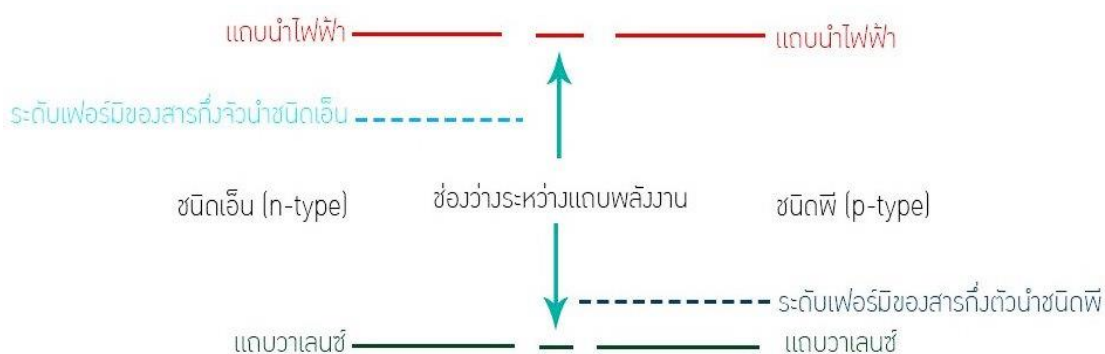 แถบนำไฟฟ้า
แถบนำไฟฟ้า
ระดับเฟอร์มิของสารกึ่งจัวนำชนิดเอ็น
ชนิดเอ็น (n-type)
ช่องว่างระหว่างแถบพลังงาน
ชนิดพี (p-type)
ระดับเฟอร์มิของสารกึ่งตัวนำชนิดพี
แถบวาเลนซ์
แถบวาเลนซ์